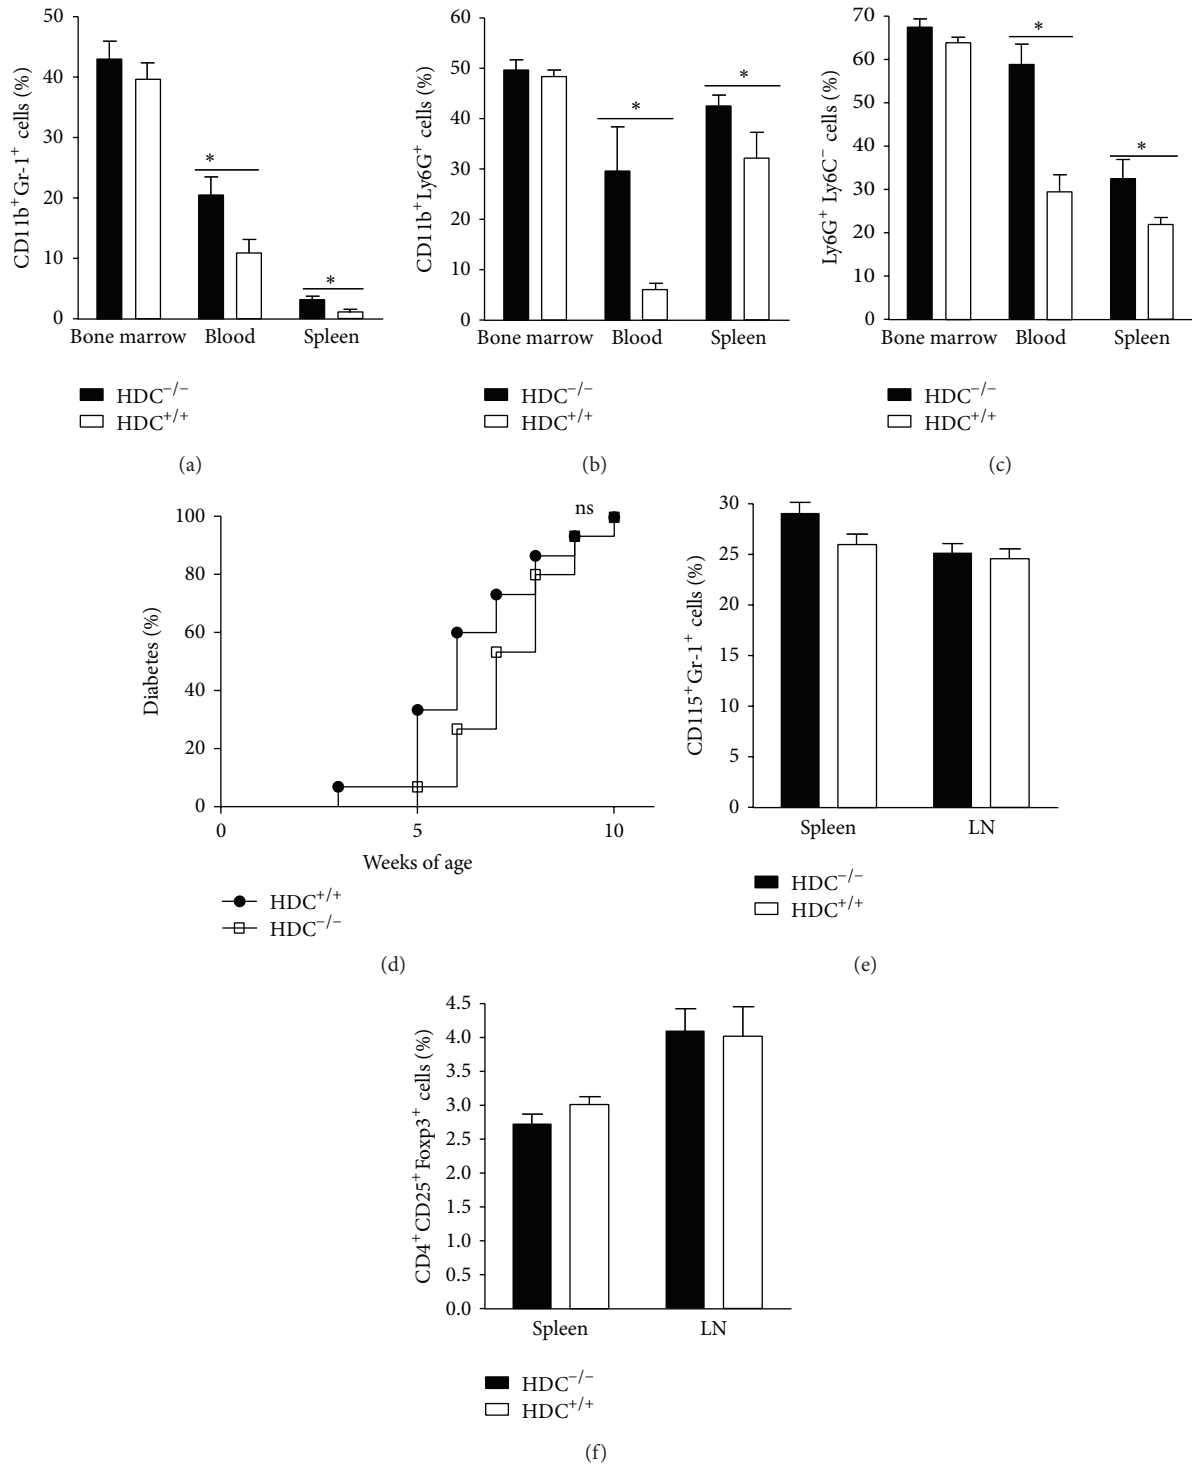 CD11b⁺Gr-1⁺ cells (%)
50
40
30
20
10
0
*
*
Bone marrow Blood Spleen
HDC⁻/⁻
HDC⁺/⁺
(a)
CD11b⁺Ly6G⁺ cells (%)
60
50
40
30
20
10
0
*
*
Bone marrow Blood Spleen
HDC⁻/⁻
HDC⁺/⁺
(b)
Ly6G⁺ Ly6C⁻ cells (%)
70
60
50
40
30
20
10
0
*
*
Bone marrow Blood Spleen
HDC⁻/⁻
HDC⁺/⁺
(c)
Diabetes (%)
100
80
60
40
20
0
ns
0 5 10
Weeks of age
HDC⁺/⁺
HDC⁻/⁻
(d)
CD115⁺Gr-1⁺ cells (%)
30
25
20
15
10
5
0
Spleen LN
HDC⁻/⁻
HDC⁺/⁺
(e)
CD4⁺CD25⁺Foxp3⁺ cells (%)
4.5
4.0
3.5
3.0
2.5
2.0
1.5
1.0
0.5
0.0
Spleen LN
HDC⁻/⁻
HDC⁺/⁺
(f)